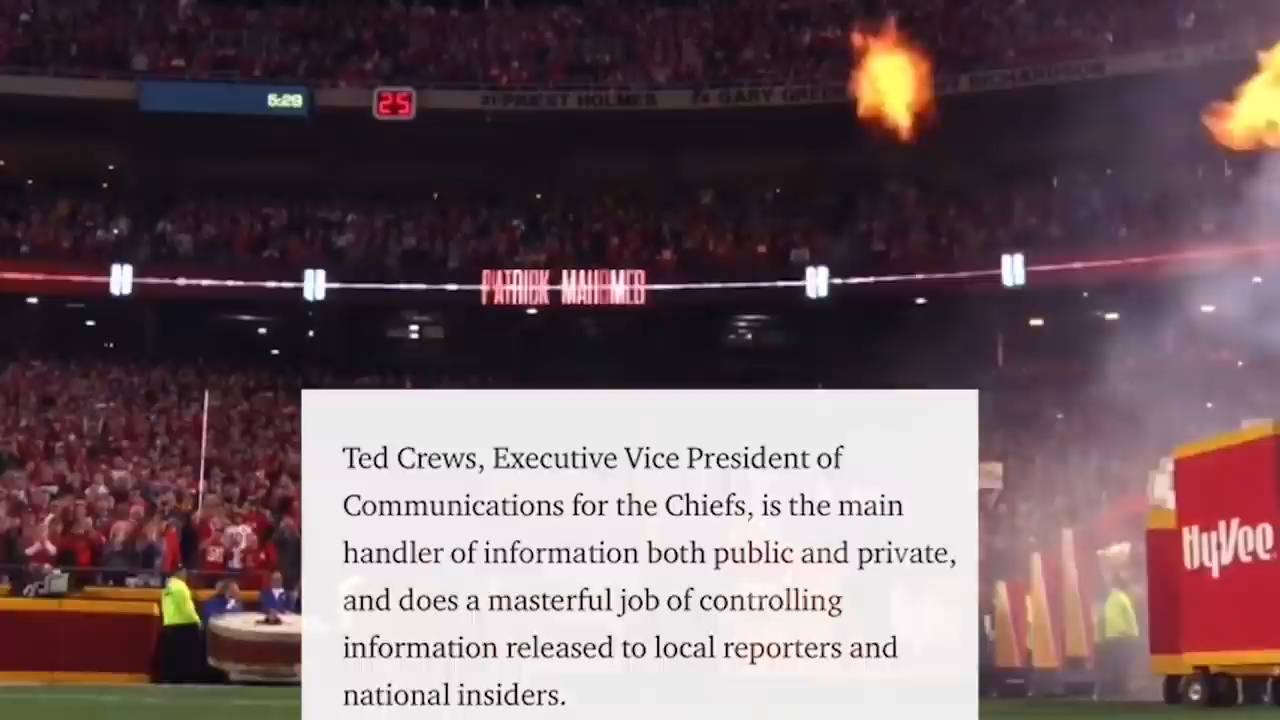 5:29
25
PRIEST HOLMES
GARY GREEN
RICHARDSON
PATRICK MAHOMES
HyVee
Ted Crews, Executive Vice President of
Communications for the Chiefs, is the main
handler of information both public and private,
and does a masterful job of controlling
information released to local reporters and
national insiders.